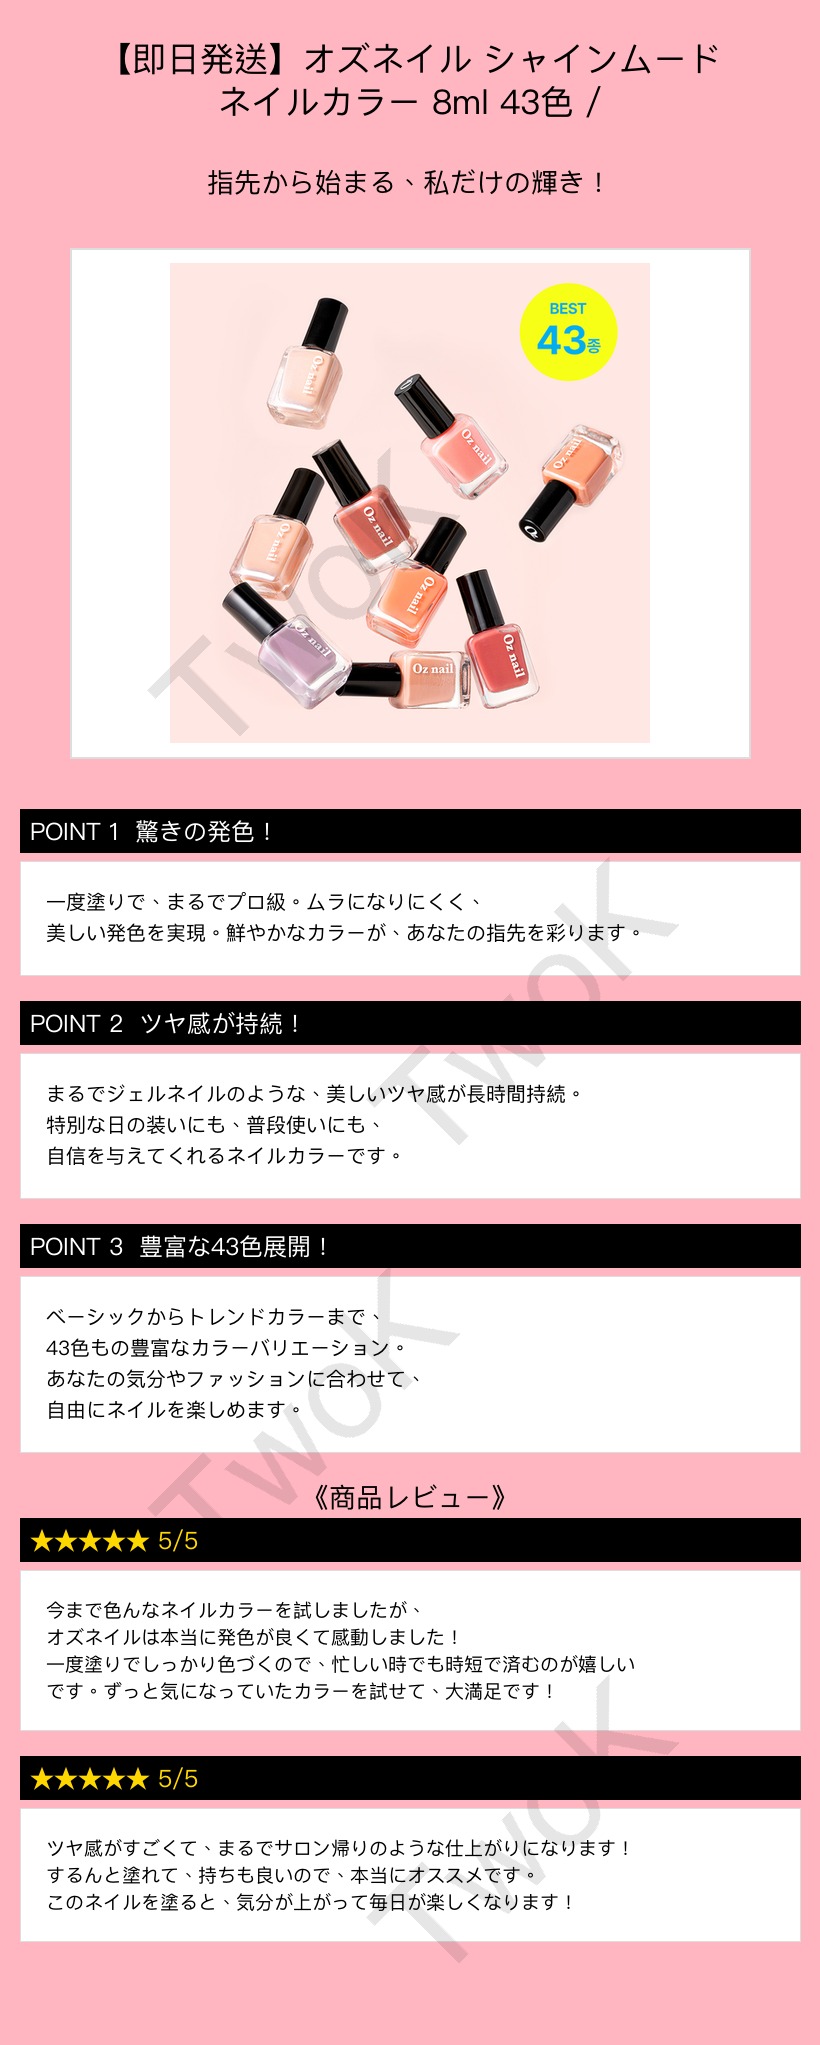 【即日発送】オズネイル シャインムード
ネイルカラー 8ml 43色 /
指先から始まる、私だけの輝き！
BEST
43종
Oz nail
Oz nail
Oz nail
Oz nail
Oz nail
Oz nail
Oz nail
Oz nail
Oz nail
TwoK
POINT 1 驚きの発色！
一度塗りで、まるでプロ級。ムラになりにくく、
美しい発色を実現。鮮やかなカラーが、あなたの指先を彩ります。
TwoK
POINT 2 ツヤ感が持続！
まるでジェルネイルのような、美しいツヤ感が長時間持続。
特別な日の装いにも、普段使いにも、
自信を与えてくれるネイルカラーです。
POINT 3 豊富な43色展開！
ベーシックからトレンドカラーまで、
43色もの豊富なカラーバリエーション。
あなたの気分やファッションに合わせて、
自由にネイルを楽しめます。
TwoK
《商品レビュー》
★★★★★ 5/5
今まで色んなネイルカラーを試しましたが、
オズネイルは本当に発色が良くて感動しました！
一度塗りでしっかり色づくので、忙しい時でも時短で済むのが嬉しい
です。ずっと気になっていたカラーを試せて、大満足です！
★★★★★ 5/5
ツヤ感がすごくて、まるでサロン帰りのような仕上がりになります！
するんと塗れて、持ちも良いので、本当にオススメです。
このネイルを塗ると、気分が上がって毎日が楽しくなります！
TwoK